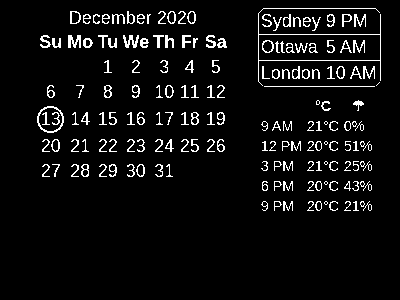 December 2020
Su Mo Tu We Th Fr Sa
1 2 3 4 5
6 7 8 9 10 11 12
13 14 15 16 17 18 19
20 21 22 23 24 25 26
27 28 29 30 31
Sydney 9 PM
Ottawa 5 AM
London 10 AM
°C ☂
9 AM 21°C 0%
12 PM 20°C 51%
3 PM 21°C 25%
6 PM 20°C 43%
9 PM 20°C 21%